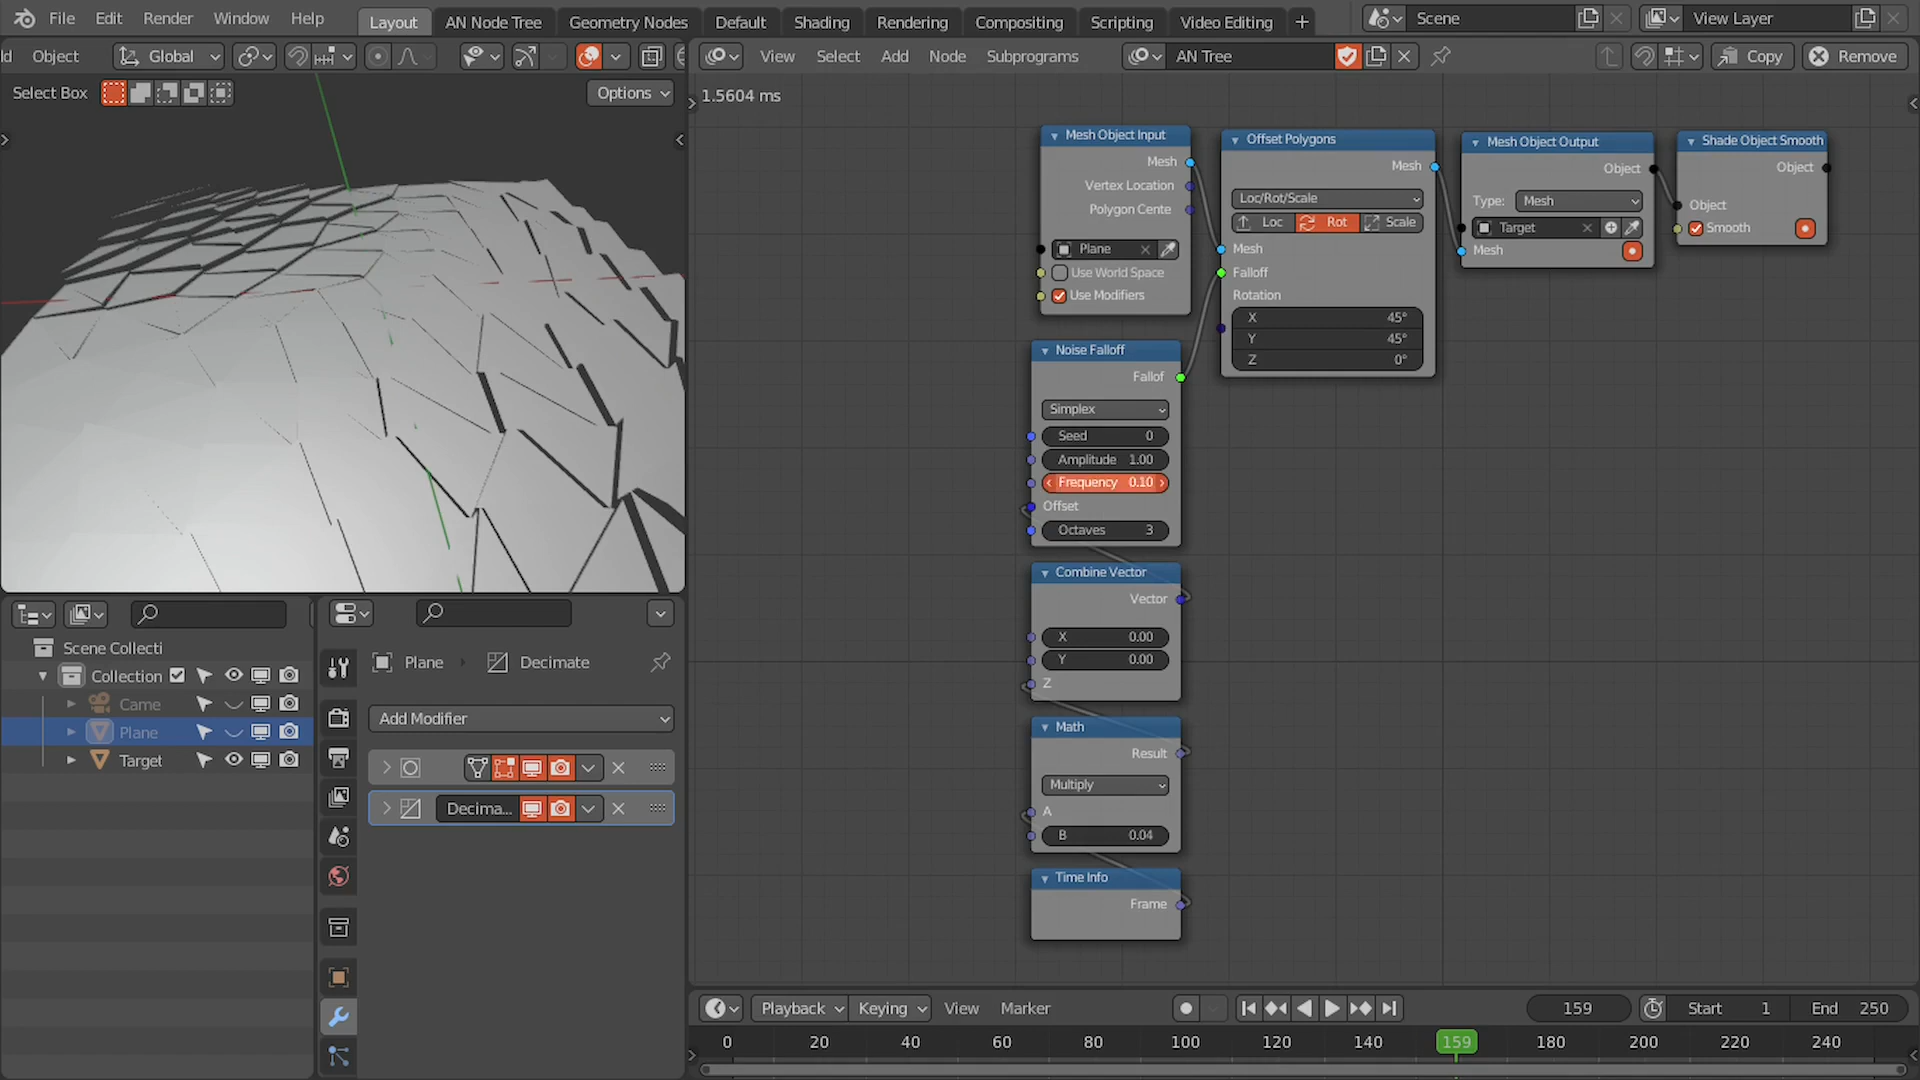 File Edit Render Window Help Layout AN Node Tree Geometry Nodes Default Shading Rendering Compositing Scripting Video Editing + Scene View Layer
ld Object Global View Select Add Node Subprograms AN Tree Copy Remove
Select Box Options
1.5604 ms
Mesh Object Input
Mesh
Vertex Location
Polygon Cente
Plane
Use World Space
Use Modifiers
Offset Polygons
Mesh
Loc/Rot/Scale
Loc Rot Scale
Mesh
Falloff
Rotation
X 45°
Y 45°
Z 0°
Mesh Object Output
Object
Type: Mesh
Target
Mesh
Shade Object Smooth
Object
Object
Smooth
Noise Falloff
Fallof
Simplex
Seed 0
Amplitude 1.00
Frequency 0.10
Offset
Octaves 3
Combine Vector
Vector
X 0.00
Y 0.00
Z
Math
Result
Multiply
A
B 0.04
Time Info
Frame
Scene Collecti
Collection
Came
Plane
Target
Plane Decimate
Add Modifier
Decima...
Playback Keying View Marker 159 Start 1 End 250
0 20 40 60 80 100 120 140 159 180 200 220 240